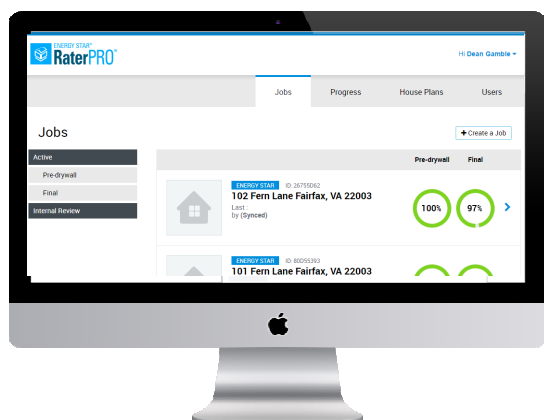 ENERGY STAR®
RaterPRO™
Hi Dean Gamble
Jobs Progress House Plans Users
Jobs
+ Create a Job
Active
Pre-drywall
Final
Internal Review
Pre-drywall Final
ENERGY STAR ID: 26755D62
102 Fern Lane Fairfax, VA 22003
Last :
by (Synced)
100% 97%
ENERGY STAR ID: 80D55393
101 Fern Lane Fairfax, VA 22003